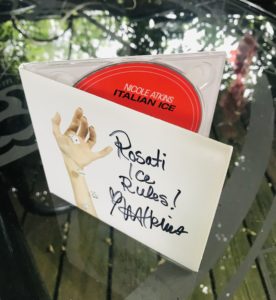 NICOLE ATKINS
ITALIAN ICE
Rosati
Ice
Rules!
♡ NAtkins